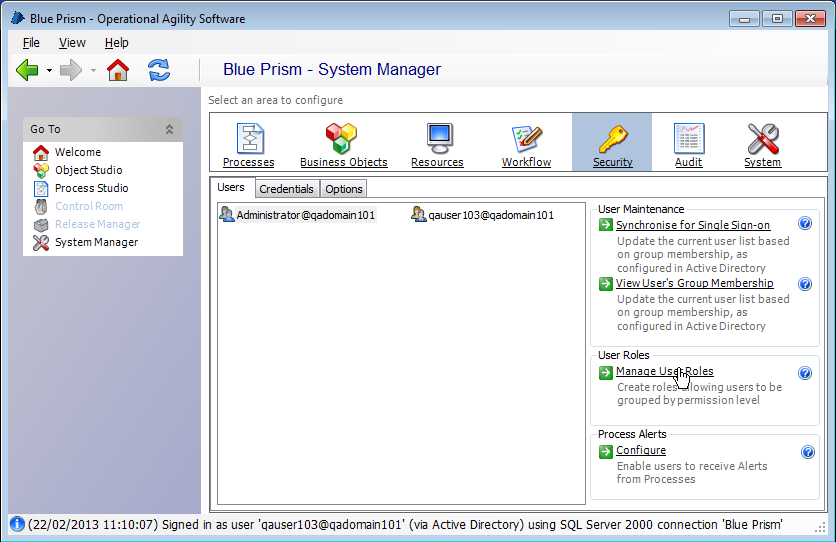 Blue Prism - Operational Agility Software
File View Help
Blue Prism - System Manager
Select an area to configure
Go To
Welcome
Object Studio
Process Studio
Control Room
Release Manager
System Manager
Processes Business Objects Resources Workflow Security Audit System
Users Credentials Options
Administrator@qadomain101 qauser103@qadomain101
User Maintenance
Synchronise for Single Sign-on
Update the current user list based
on group membership, as
configured in Active Directory
View User's Group Membership
Update the current user list based
on group membership, as
configured in Active Directory
User Roles
Manage User Roles
Create roles allowing users to be
grouped by permission level
Process Alerts
Configure
Enable users to receive Alerts
from Processes
(22/02/2013 11:10:07) Signed in as user 'qauser103@qadomain101' (via Active Directory) using SQL Server 2000 connection 'Blue Prism'